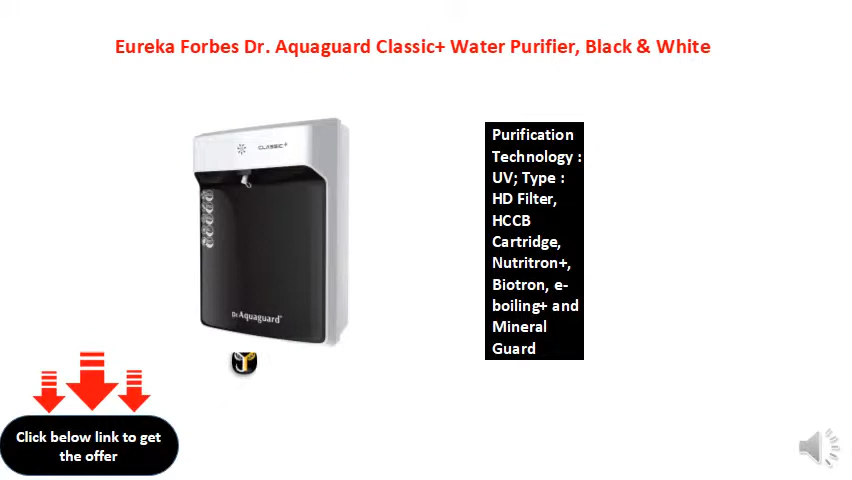 Eureka Forbes Dr. Aquaguard Classic+ Water Purifier, Black & White
CLASSIC+
Dr.Aquaguard®
Purification
Technology :
UV; Type :
HD Filter,
HCCB
Cartridge,
Nutritron+,
Biotron, e-
boiling+ and
Mineral
Guard
Click below link to get
the offer